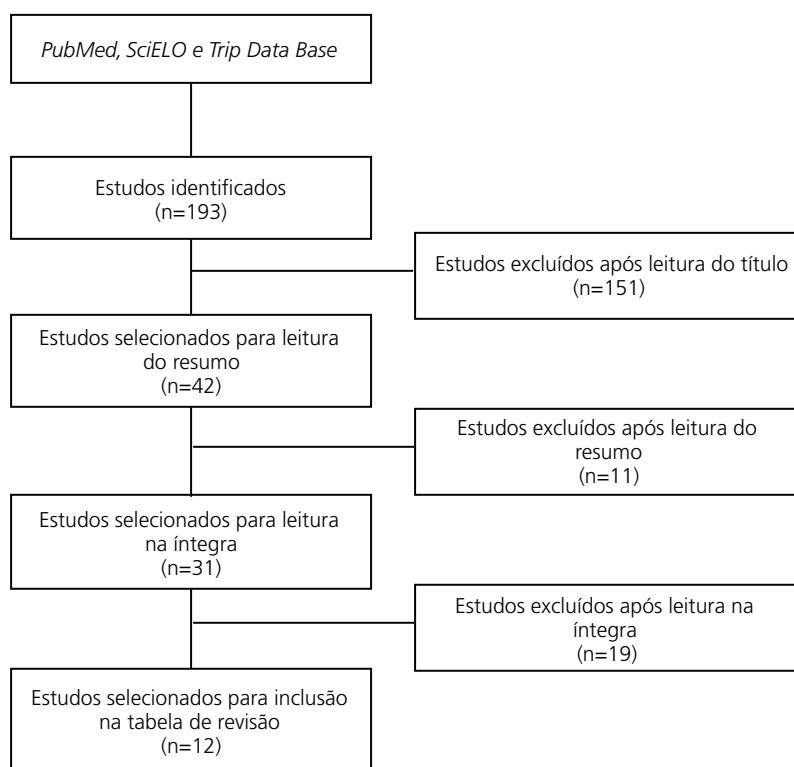 PubMed, SciELO e Trip Data Base
Estudos identificados
(n=193)
Estudos excluídos após leitura do título
(n=151)
Estudos selecionados para leitura
do resumo
(n=42)
Estudos excluídos após leitura do
resumo
(n=11)
Estudos selecionados para leitura
na íntegra
(n=31)
Estudos excluídos após leitura na
íntegra
(n=19)
Estudos selecionados para inclusão
na tabela de revisão
(n=12)